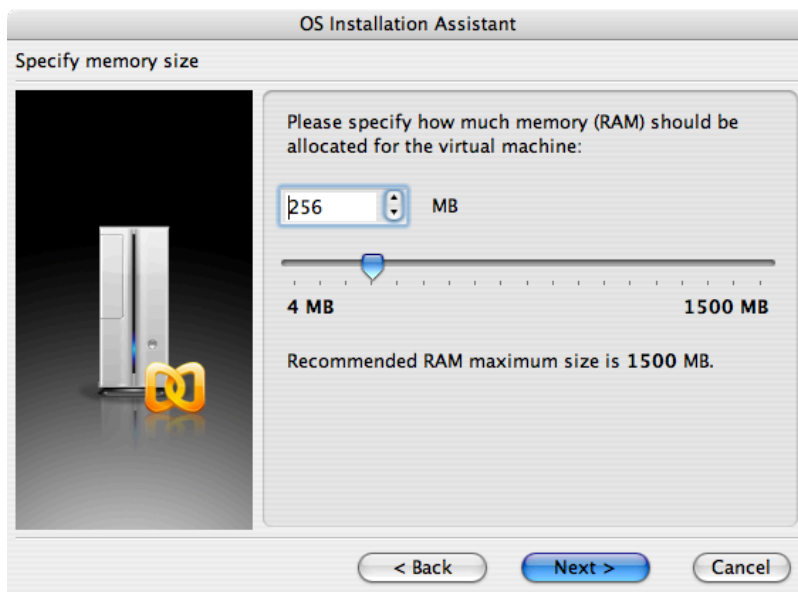 OS Installation Assistant
Specify memory size
Please specify how much memory (RAM) should be
allocated for the virtual machine:
256 MB
4 MB 1500 MB
Recommended RAM maximum size is 1500 MB.
< Back Next > Cancel